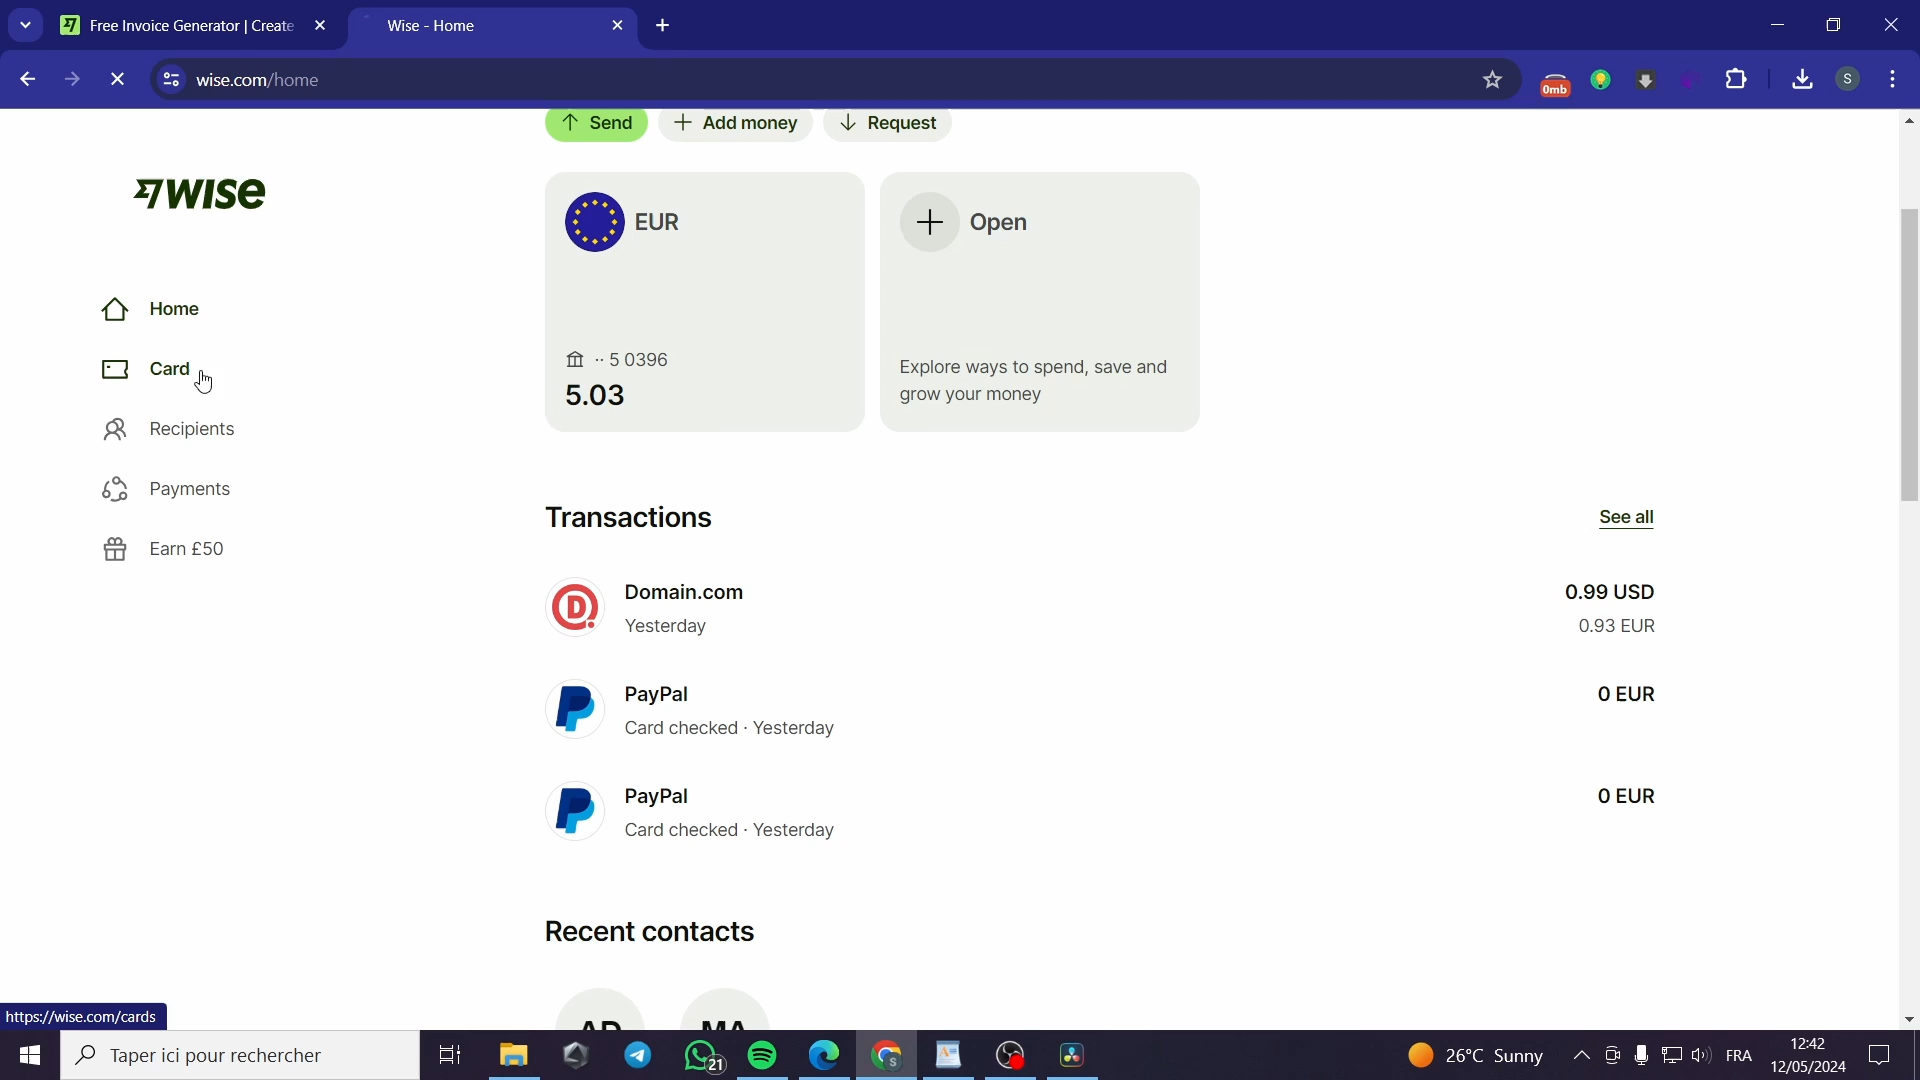 Free Invoice Generator | Create
Wise - Home
wise.com/home
0mb
S
Send
Add money
Request
WISE
Home
Card
Recipients
Payments
Earn £50
EUR
·· 5 0396
5.03
Open
Explore ways to spend, save and
grow your money
Transactions
See all
Domain.com
0.99 USD
Yesterday
0.93 EUR
PayPal
0 EUR
Card checked · Yesterday
PayPal
0 EUR
Card checked · Yesterday
Recent contacts
AD
MA
https://wise.com/cards
Taper ici pour rechercher
21
S
26°C Sunny
FRA
12:42
12/05/2024